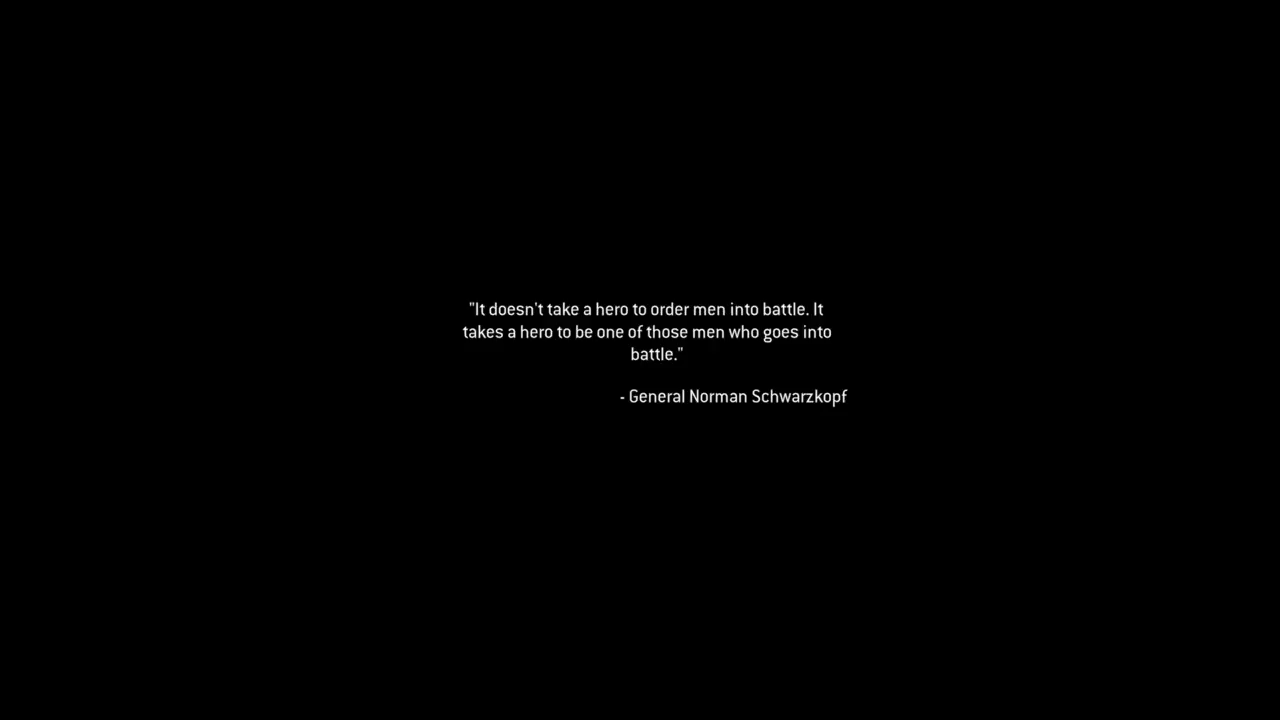 "It doesn't take a hero to order men into battle. It
takes a hero to be one of those men who goes into
battle."
- General Norman Schwarzkopf